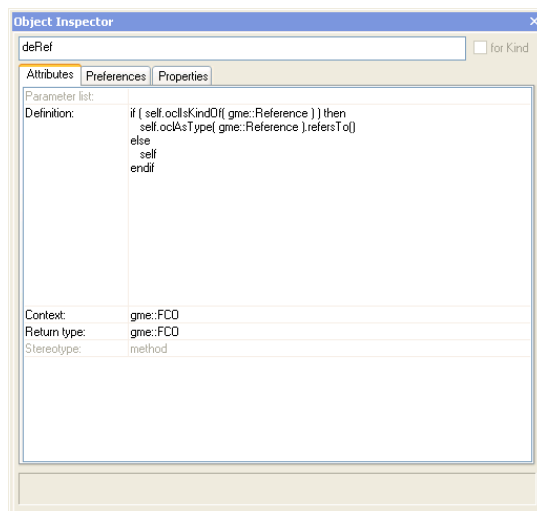 Object Inspector
deRef
for Kind
Attributes Preferences Properties
Parameter list:
Definition: if ( self.oclIsKindOf( gme::Reference ) ) then
self.oclAsType( gme::Reference ).refersTo()
else
self
endif
Context: gme::FCO
Return type: gme::FCO
Stereotype: method